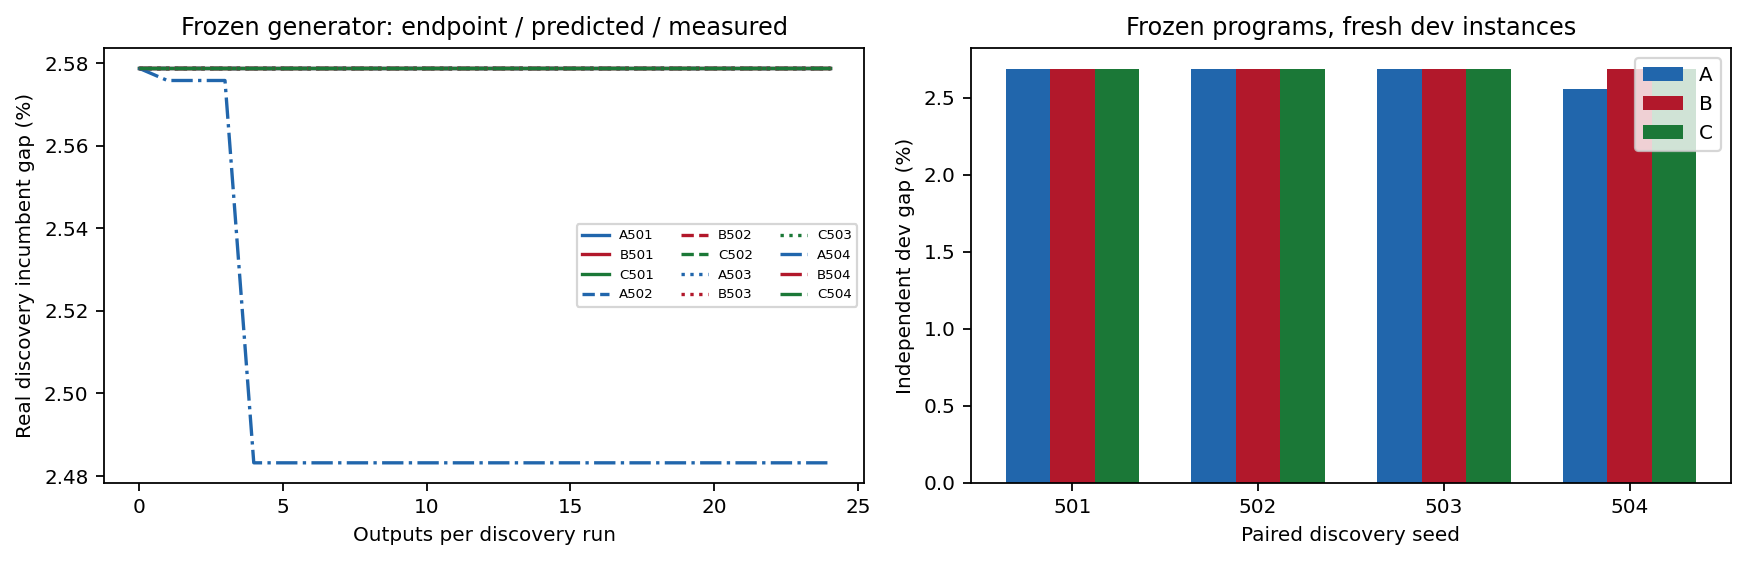 Frozen generator: endpoint / predicted / measured
Real discovery incumbent gap (%)
2.58
2.56
2.54
2.52
2.50
2.48
A501
B501
C501
A502
B502
C502
A503
B503
C503
A504
B504
C504
0
5
10
15
20
25
Outputs per discovery run
Frozen programs, fresh dev instances
Independent dev gap (%)
2.5
2.0
1.5
1.0
0.5
0.0
A
B
C
501
502
503
504
Paired discovery seed